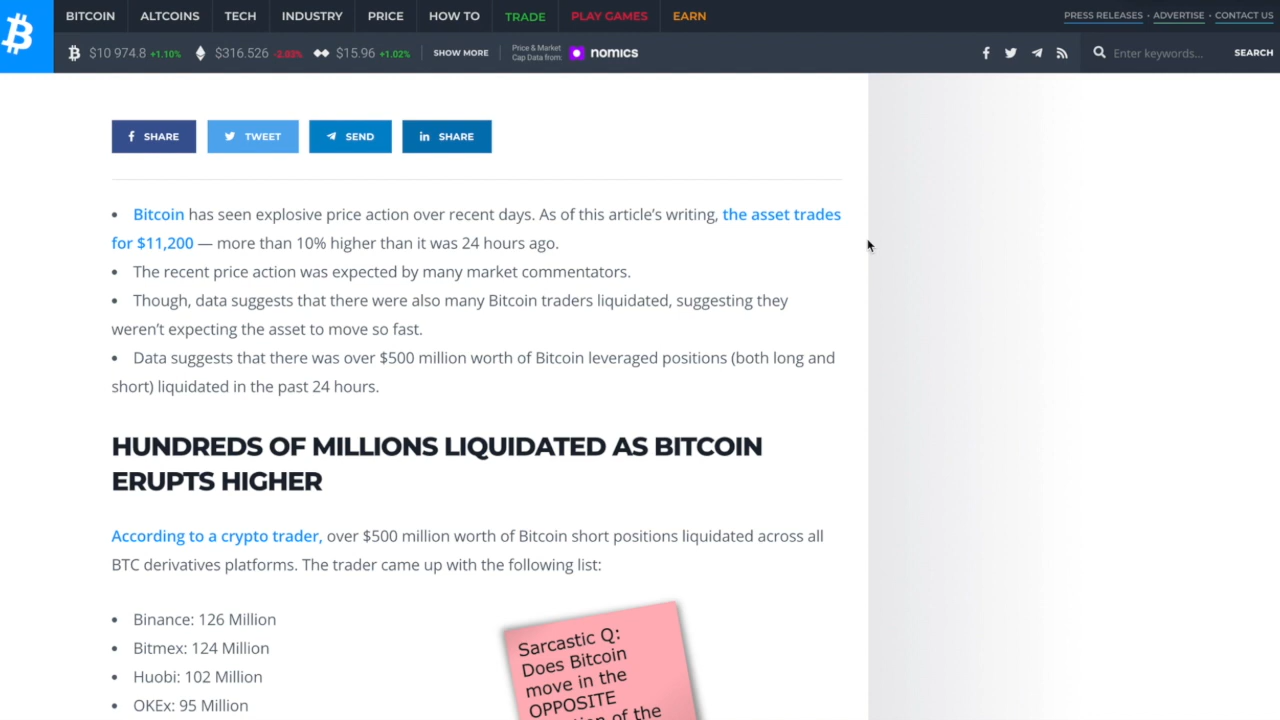 BITCOIN ALTCOINS TECH INDUSTRY PRICE HOW TO TRADE PLAY GAMES EARN PRESS RELEASES • ADVERTISE • CONTACT US
$10 974.8 +1.10% $316.526 -2.03% $15.96 +1.02% SHOW MORE Price & Market Cap Data from: nomics Enter keywords... SEARCH
SHARE TWEET SEND SHARE
• Bitcoin has seen explosive price action over recent days. As of this article's writing, the asset trades
for $11,200 — more than 10% higher than it was 24 hours ago.
• The recent price action was expected by many market commentators.
• Though, data suggests that there were also many Bitcoin traders liquidated, suggesting they
weren't expecting the asset to move so fast.
• Data suggests that there was over $500 million worth of Bitcoin leveraged positions (both long and
short) liquidated in the past 24 hours.
HUNDREDS OF MILLIONS LIQUIDATED AS BITCOIN
ERUPTS HIGHER
According to a crypto trader, over $500 million worth of Bitcoin short positions liquidated across all
BTC derivatives platforms. The trader came up with the following list:
• Binance: 126 Million
• Bitmex: 124 Million
• Huobi: 102 Million
• OKEx: 95 Million
Sarcastic Q:
Does Bitcoin
move in the
OPPOSITE
of the